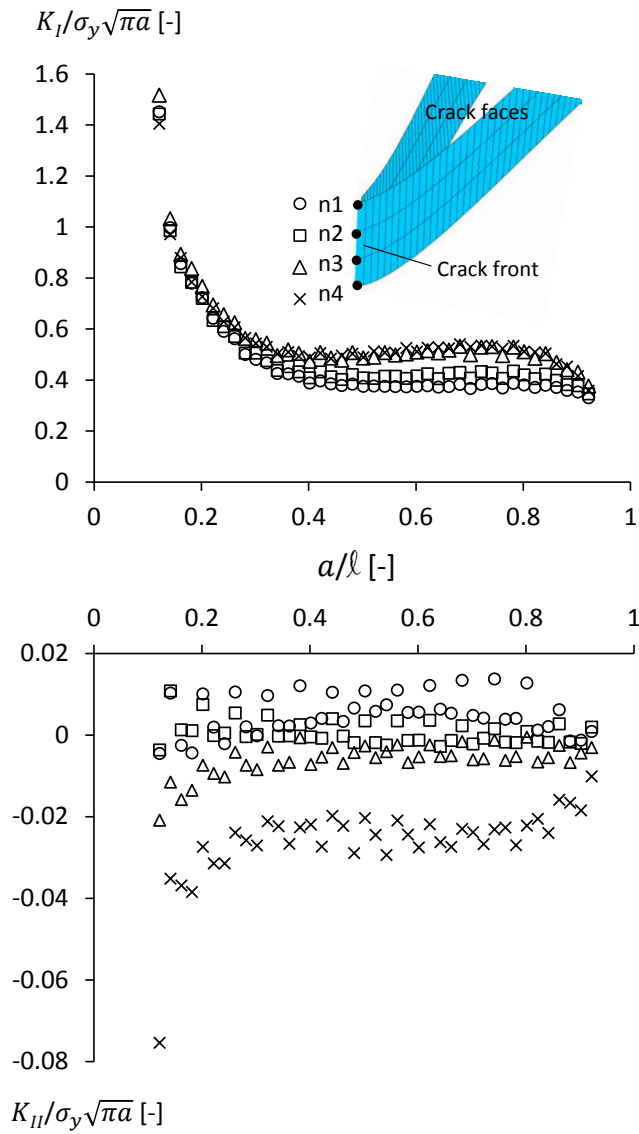 K_I/σ_y√πa [-]
1.6
1.4
1.2
1
0.8
0.6
0.4
0.2
0
Crack faces
n1
n2
n3
n4
Crack front
0 0.2 0.4 0.6 0.8 1
a/ℓ [-]
0 0.2 0.4 0.6 0.8 1
0.02
0
-0.02
-0.04
-0.06
-0.08
K_II/σ_y√πa [-]